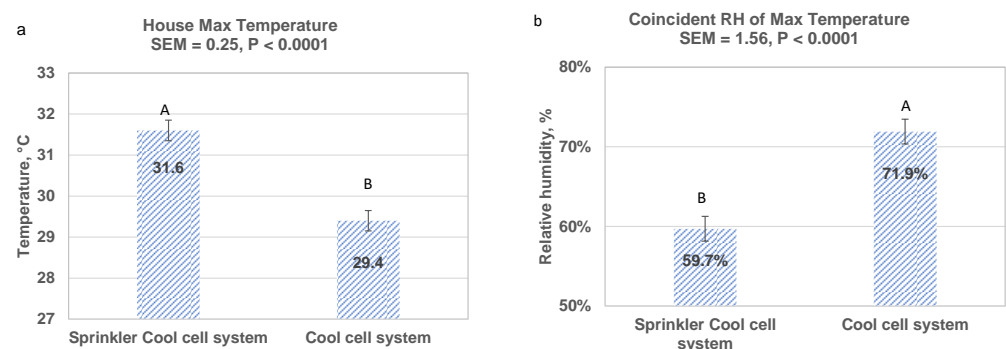 a
House Max Temperature
SEM = 0.25, P < 0.0001
33
32
31
30
29
28
27
Temperature, °C
A
31.6
B
29.4
Sprinkler Cool cell system
Cool cell system
b
Coincident RH of Max Temperature
SEM = 1.56, P < 0.0001
80%
70%
60%
50%
Relative humidity, %
B
59.7%
A
71.9%
Sprinkler Cool cell
system
Cool cell system